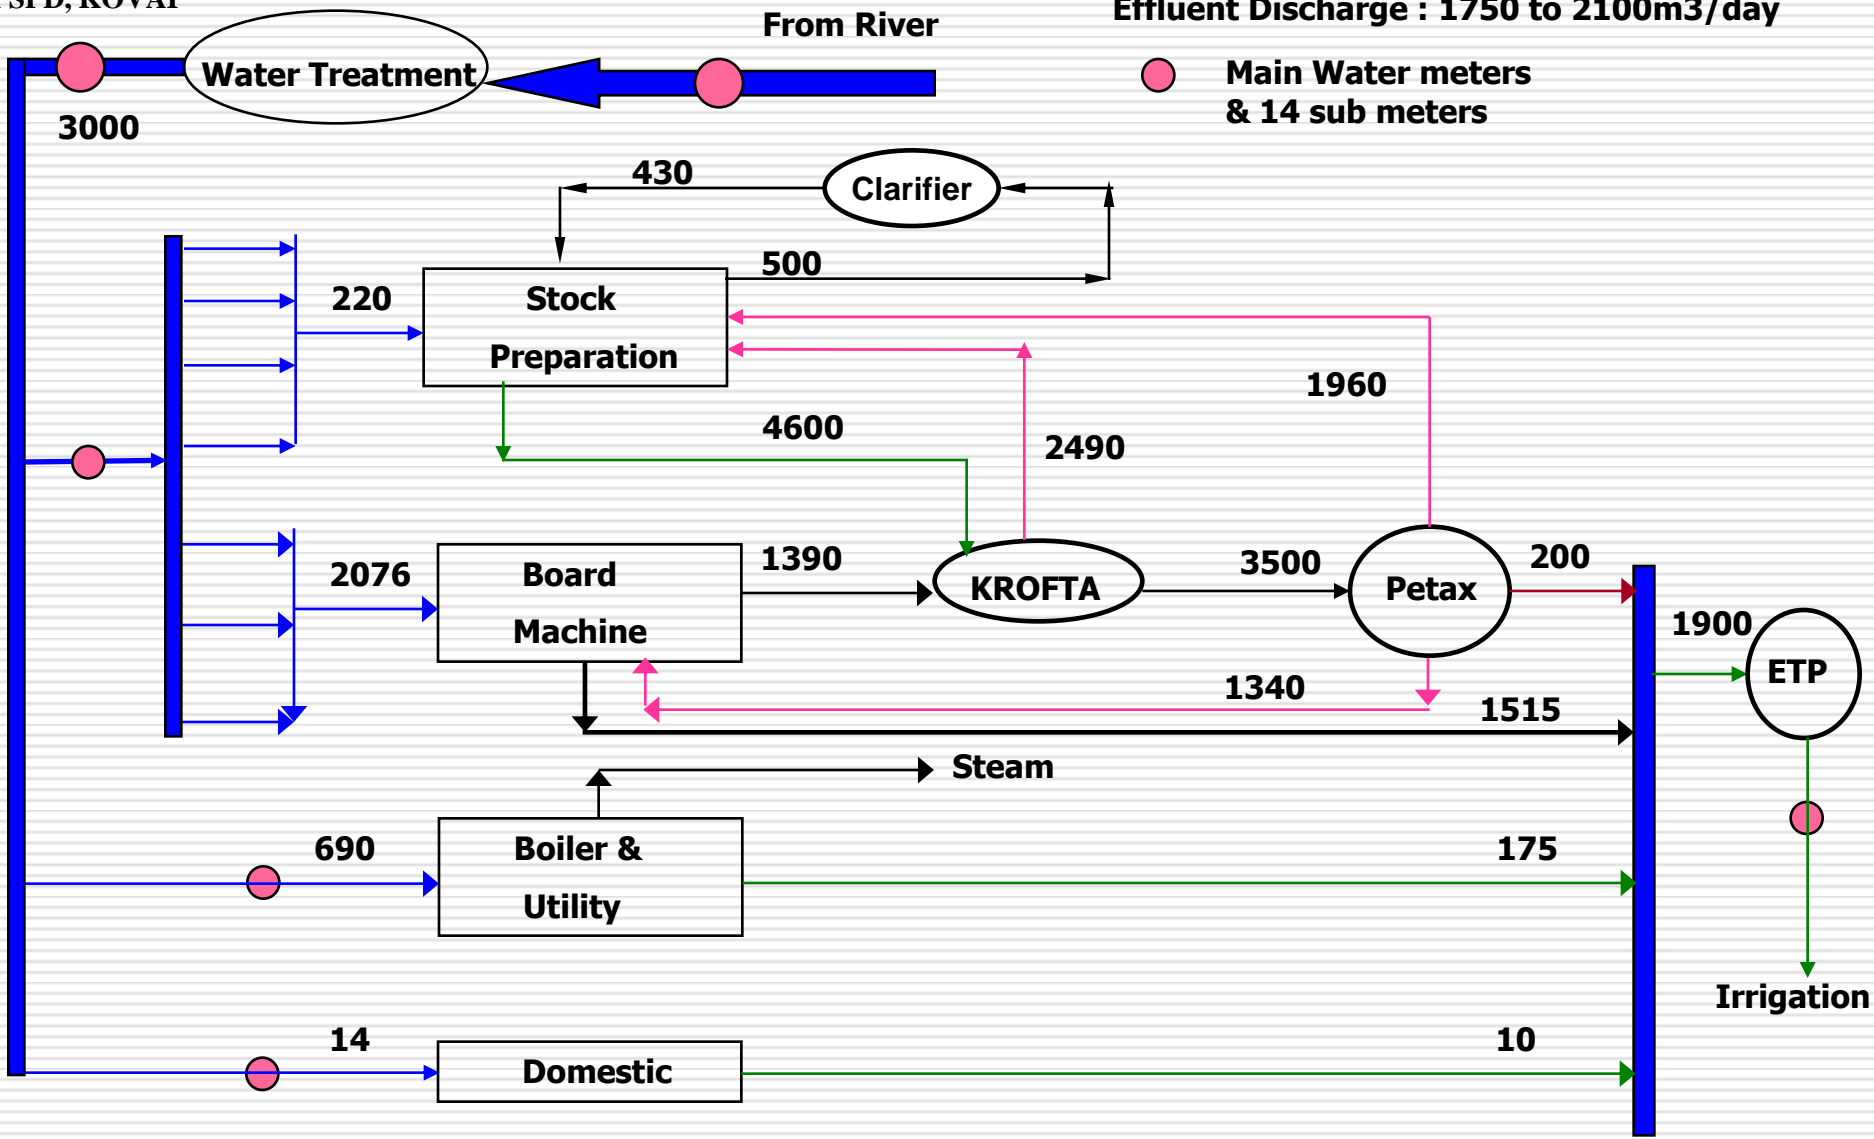 SPD, KOVAI
From River
Effluent Discharge : 1750 to 2100m3/day
Water Treatment
Main Water meters
& 14 sub meters
3000
430
Clarifier
500
220
Stock
Preparation
1960
4600
2490
2076
Board
Machine
1390
KROFTA
3500
Petax
200
1900
ETP
1340
1515
Steam
690
Boiler &
Utility
175
Irrigation
14
Domestic
10